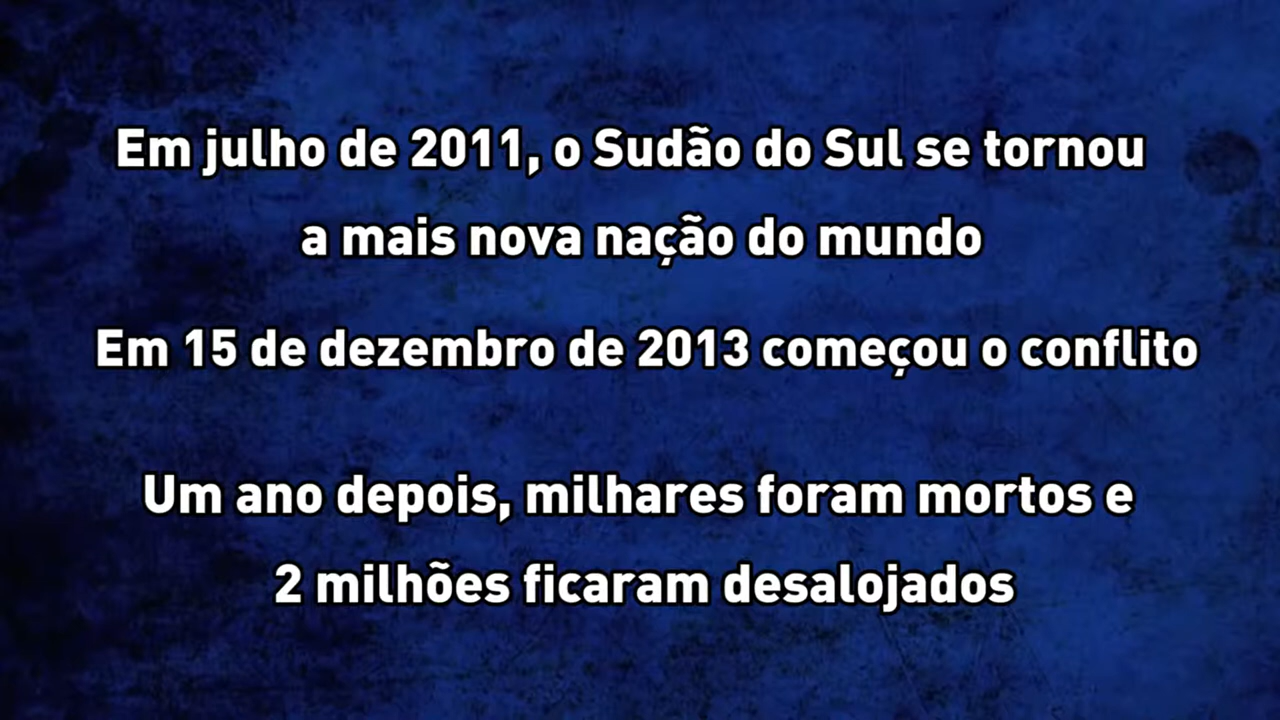 Em julho de 2011, o Sudão do Sul se tornou
a mais nova nação do mundo
Em 15 de dezembro de 2013 começou o conflito
Um ano depois, milhares foram mortos e
2 milhões ficaram desalojados